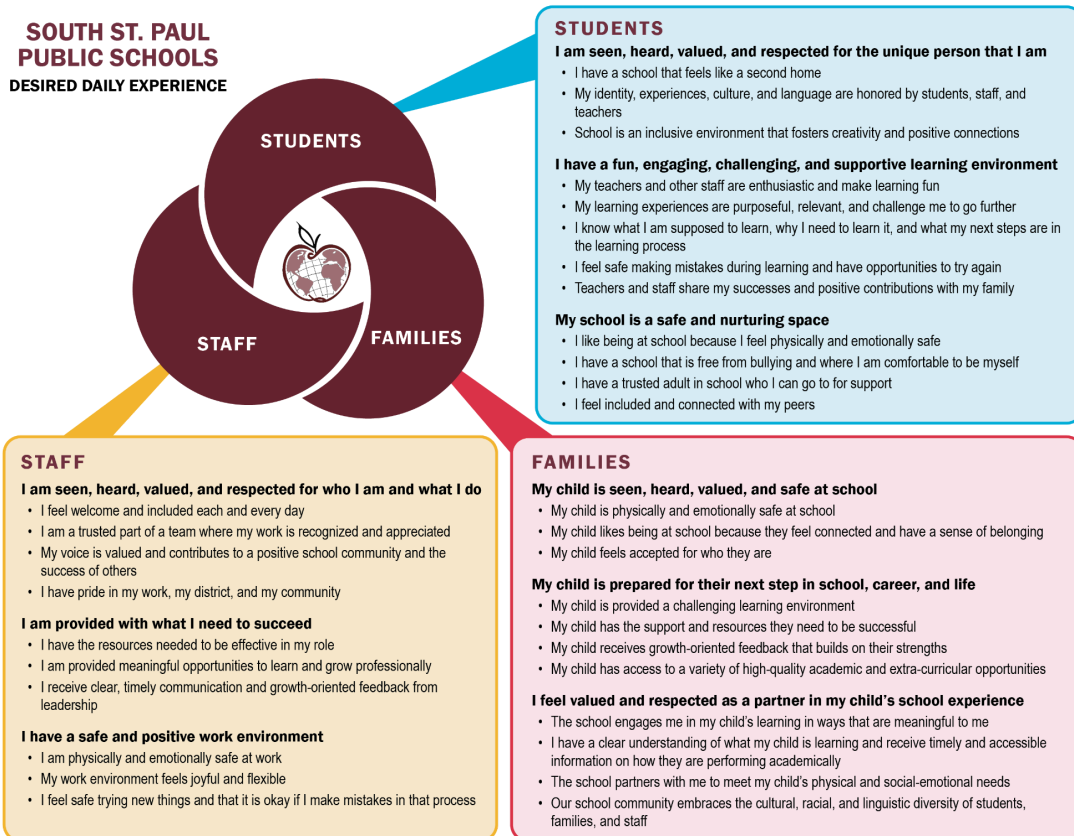 SOUTH ST. PAUL
PUBLIC SCHOOLS
DESIRED DAILY EXPERIENCE
STUDENTS
STAFF
FAMILIES
STUDENTS
I am seen, heard, valued, and respected for the unique person that I am
• I have a school that feels like a second home
• My identity, experiences, culture, and language are honored by students, staff, and
teachers
• School is an inclusive environment that fosters creativity and positive connections
I have a fun, engaging, challenging, and supportive learning environment
• My teachers and other staff are enthusiastic and make learning fun
• My learning experiences are purposeful, relevant, and challenge me to go further
• I know what I am supposed to learn, why I need to learn it, and what my next steps are in
the learning process
• I feel safe making mistakes during learning and have opportunities to try again
• Teachers and staff share my successes and positive contributions with my family
My school is a safe and nurturing space
• I like being at school because I feel physically and emotionally safe
• I have a school that is free from bullying and where I am comfortable to be myself
• I have a trusted adult in school who I can go to for support
• I feel included and connected with my peers
STAFF
I am seen, heard, valued, and respected for who I am and what I do
• I feel welcome and included each and every day
• I am a trusted part of a team where my work is recognized and appreciated
• My voice is valued and contributes to a positive school community and the
success of others
• I have pride in my work, my district, and my community
I am provided with what I need to succeed
• I have the resources needed to be effective in my role
• I am provided meaningful opportunities to learn and grow professionally
• I receive clear, timely communication and growth-oriented feedback from
leadership
I have a safe and positive work environment
• I am physically and emotionally safe at work
• My work environment feels joyful and flexible
• I feel safe trying new things and that it is okay if I make mistakes in that process
FAMILIES
My child is seen, heard, valued, and safe at school
• My child is physically and emotionally safe at school
• My child likes being at school because they feel connected and have a sense of belonging
• My child feels accepted for who they are
My child is prepared for their next step in school, career, and life
• My child is provided a challenging learning environment
• My child has the support and resources they need to be successful
• My child receives growth-oriented feedback that builds on their strengths
• My child has access to a variety of high-quality academic and extra-curricular opportunities
I feel valued and respected as a partner in my child's school experience
• The school engages me in my child's learning in ways that are meaningful to me
• I have a clear understanding of what my child is learning and receive timely and accessible
information on how they are performing academically
• The school partners with me to meet my child's physical and social-emotional needs
• Our school community embraces the cultural, racial, and linguistic diversity of students,
families, and staff